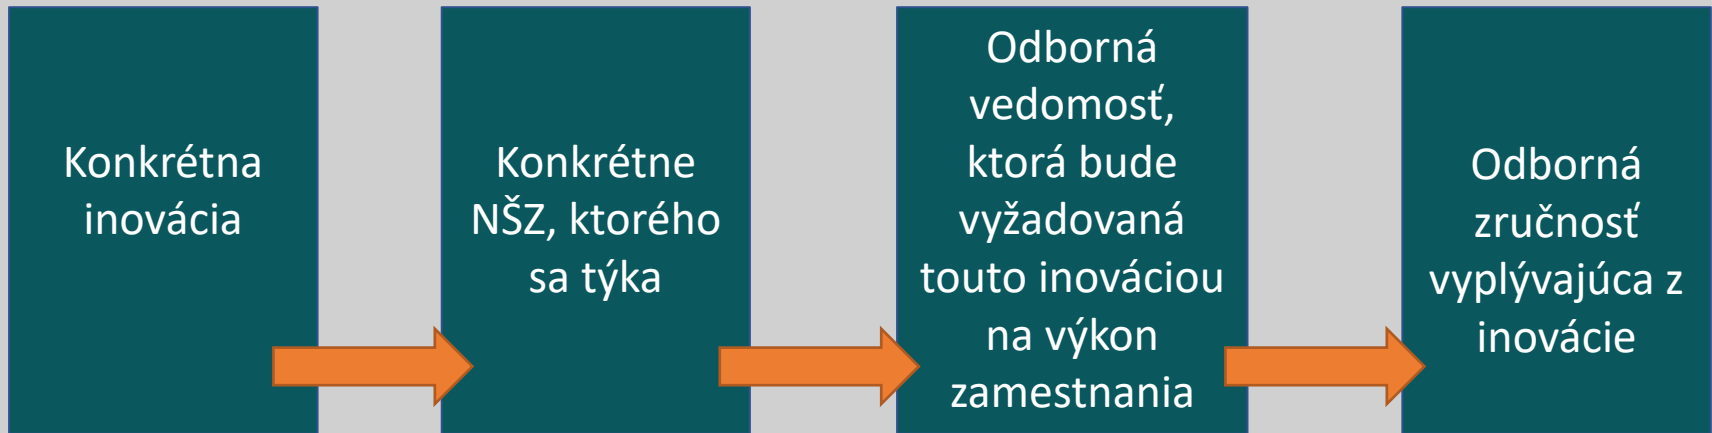 Konkrétna
inovácia
Konkrétne
NŠZ, ktorého
sa týka
Odborná
vedomosť,
ktorá bude
vyžadovaná
touto inováciou
na výkon
zamestnania
Odborná
zručnosť
vyplývajúca z
inovácie